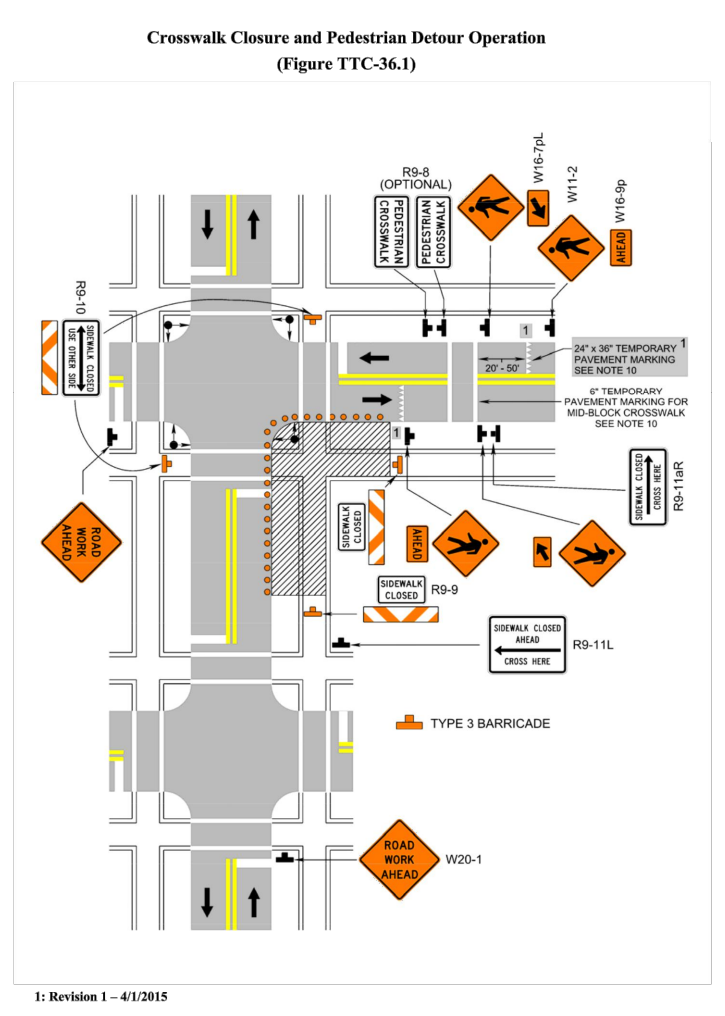 Crosswalk Closure and Pedestrian Detour Operation
(Figure TTC-36.1)
R9-8
(OPTIONAL)
PEDESTRIAN
CROSSWALK
PEDESTRIAN
CROSSWALK
W16-7pL
W11-2
AHEAD
W16-9p
R9-10
SIDEWALK CLOSED
USE OTHER SIDE
1
20' - 50'
24" x 36" TEMPORARY 1
PAVEMENT MARKING
SEE NOTE 10
6" TEMPORARY
PAVEMENT MARKING FOR
MID-BLOCK CROSSWALK
SEE NOTE 10
1
ROAD
WORK
AHEAD
SIDEWALK
CLOSED
AHEAD
SIDEWALK CLOSED
CROSS HERE
R9-11aR
SIDEWALK
CLOSED
R9-9
SIDEWALK CLOSED
AHEAD
CROSS HERE
R9-11L
TYPE 3 BARRICADE
ROAD
WORK
AHEAD
W20-1
1: Revision 1 – 4/1/2015